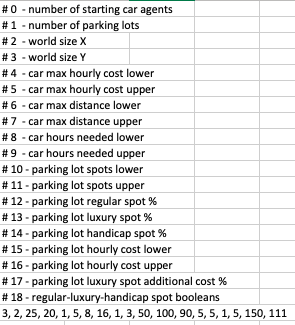 # 0 - number of starting car agents
# 1 - number of parking lots
# 2 - world size X
# 3 - world size Y
# 4 - car max hourly cost lower
# 5 - car max hourly cost upper
# 6 - car max distance lower
# 7 - car max distance upper
# 8 - car hours needed lower
# 9 - car hours needed upper
# 10 - parking lot spots lower
# 11 - parking lot spots upper
# 12 - parking lot regular spot %
# 13 - parking lot luxury spot %
# 14 - parking lot handicap spot %
# 15 - parking lot hourly cost lower
# 16 - parking lot hourly cost upper
# 17 - parking lot luxury spot additional cost %
# 18 - regular-luxury-handicap spot booleans
3, 2, 25, 20, 1, 5, 8, 16, 1, 3, 50, 100, 90, 5, 5, 1, 5, 150, 111